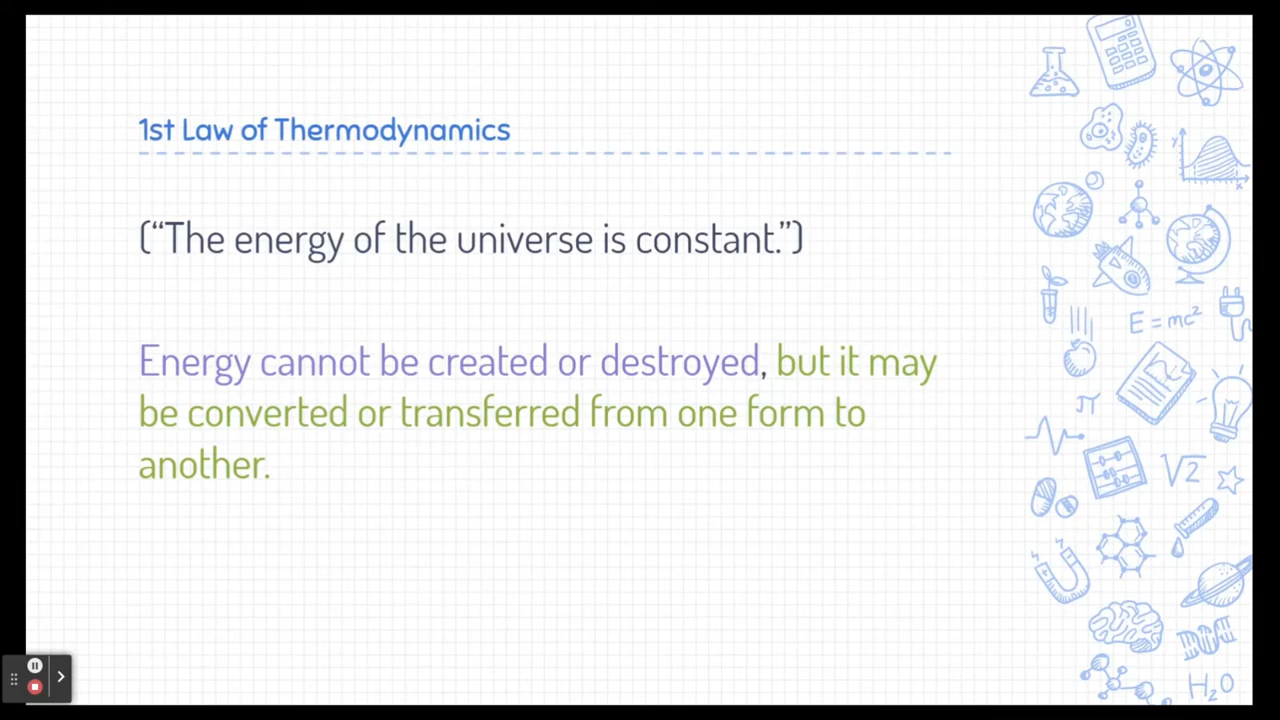 1st Law of Thermodynamics
(“The energy of the universe is constant.”)
Energy cannot be created or destroyed, but it may
be converted or transferred from one form to
another.
y
x
E=mc²
π
√2
H₂O